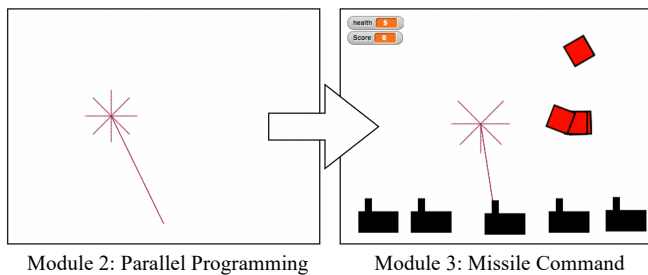 health 5
Score 0
Module 2: Parallel Programming
Module 3: Missile Command